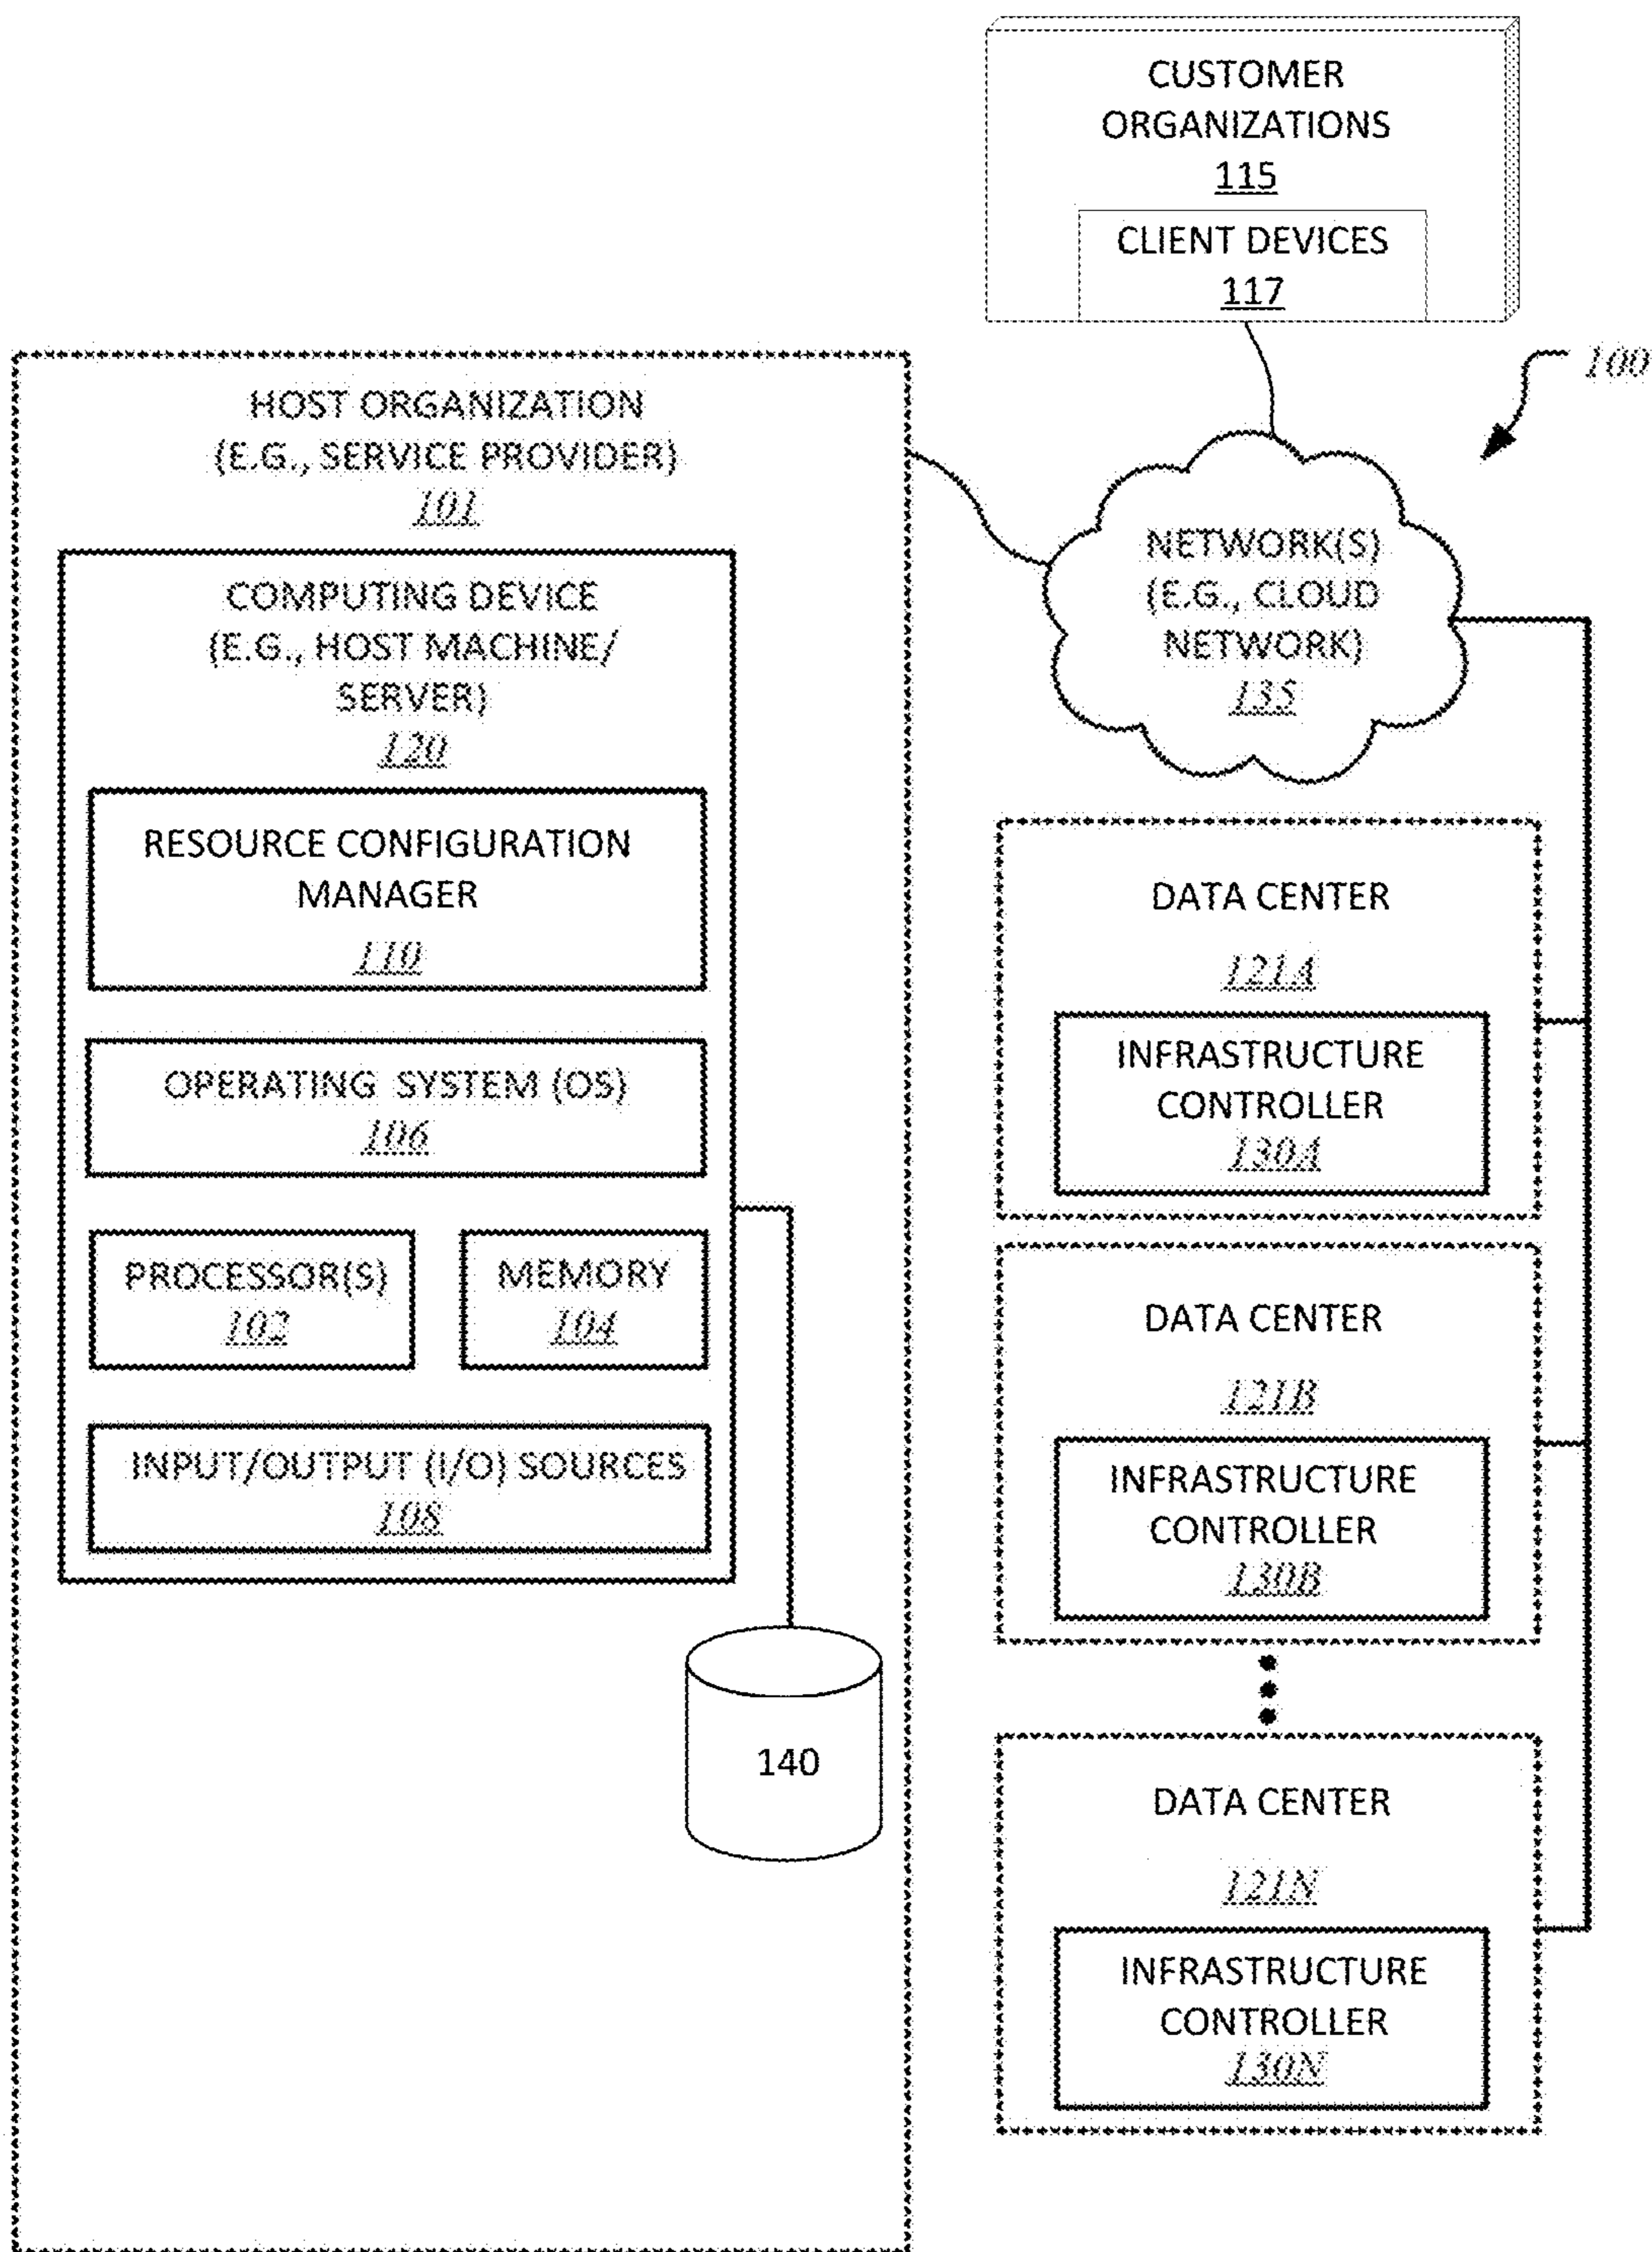 CUSTOMER
ORGANIZATIONS
115
CLIENT DEVICES
117
100
HOST ORGANIZATION
(E.G., SERVICE PROVIDER)
101
COMPUTING DEVICE
(E.G., HOST MACHINE/
SERVER)
120
RESOURCE CONFIGURATION
MANAGER
110
OPERATING SYSTEM (OS)
106
PROCESSOR(S)
102
MEMORY
104
INPUT/OUTPUT (I/O) SOURCES
108
140
NETWORK(S)
(E.G., CLOUD
NETWORK)
135
DATA CENTER
121A
INFRASTRUCTURE
CONTROLLER
130A
DATA CENTER
121B
INFRASTRUCTURE
CONTROLLER
130B
DATA CENTER
121N
INFRASTRUCTURE
CONTROLLER
130N